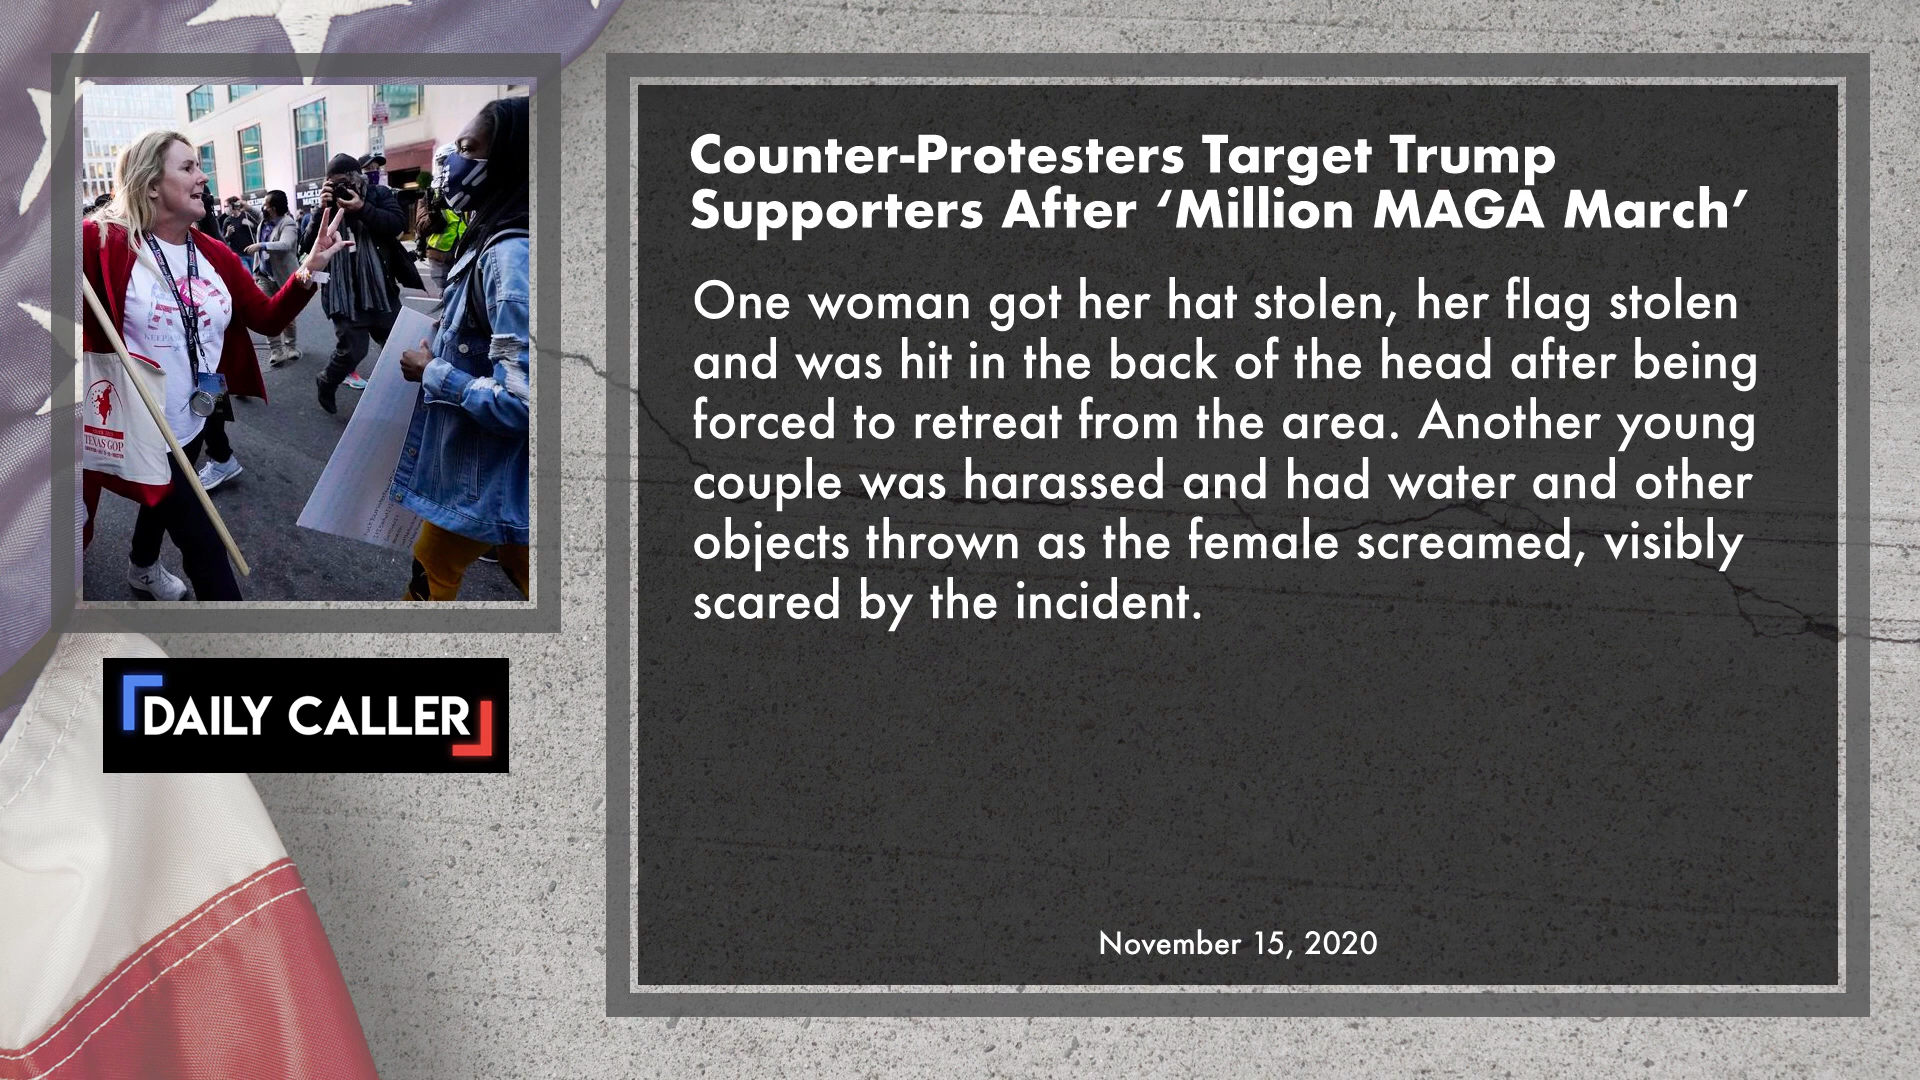 Counter-Protesters Target Trump
Supporters After ‘Million MAGA March’
One woman got her hat stolen, her flag stolen
and was hit in the back of the head after being
forced to retreat from the area. Another young
couple was harassed and had water and other
objects thrown as the female screamed, visibly
scared by the incident.
November 15, 2020
TEXAS GOP
DAILY CALLER